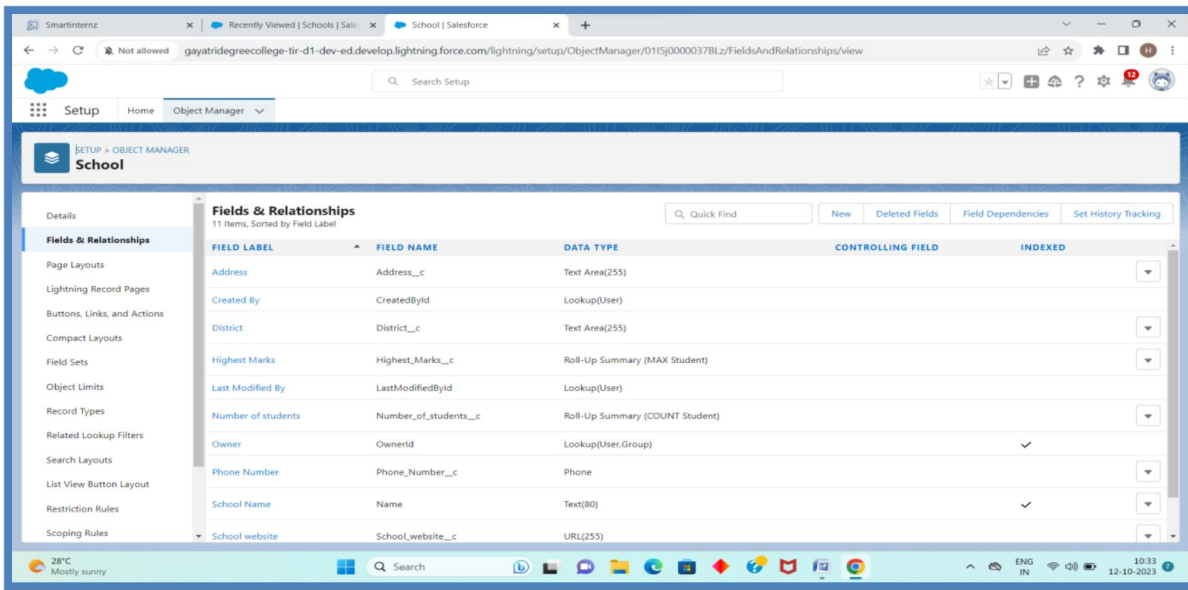 Smartinternz
Recently Viewed | Schools | Sale
School | Salesforce
Not allowed gayatridegreecollege-tir-d1-dev-ed.develop.lightning.force.com/lightning/setup/ObjectManager/01I5j0000037BLz/FieldsAndRelationships/view
H
Search Setup
12
Setup Home Object Manager
SETUP > OBJECT MANAGER
School
Details
Fields & Relationships
Page Layouts
Lightning Record Pages
Buttons, Links, and Actions
Compact Layouts
Field Sets
Object Limits
Record Types
Related Lookup Filters
Search Layouts
List View Button Layout
Restriction Rules
Scoping Rules
Fields & Relationships
11 Items, Sorted by Field Label
Quick Find New Deleted Fields Field Dependencies Set History Tracking
FIELD LABEL FIELD NAME DATA TYPE CONTROLLING FIELD INDEXED
Address Address__c Text Area(255)
Created By CreatedById Lookup(User)
District District__c Text Area(255)
Highest Marks Highest_Marks__c Roll-Up Summary (MAX Student)
Last Modified By LastModifiedById Lookup(User)
Number of students Number_of_students__c Roll-Up Summary (COUNT Student)
Owner OwnerId Lookup(User,Group)
Phone Number Phone_Number__c Phone
School Name Name Text(80)
School website School_website__c URL(255)
28°C
Mostly sunny
Search
ENG
IN
10:33
12-10-2023